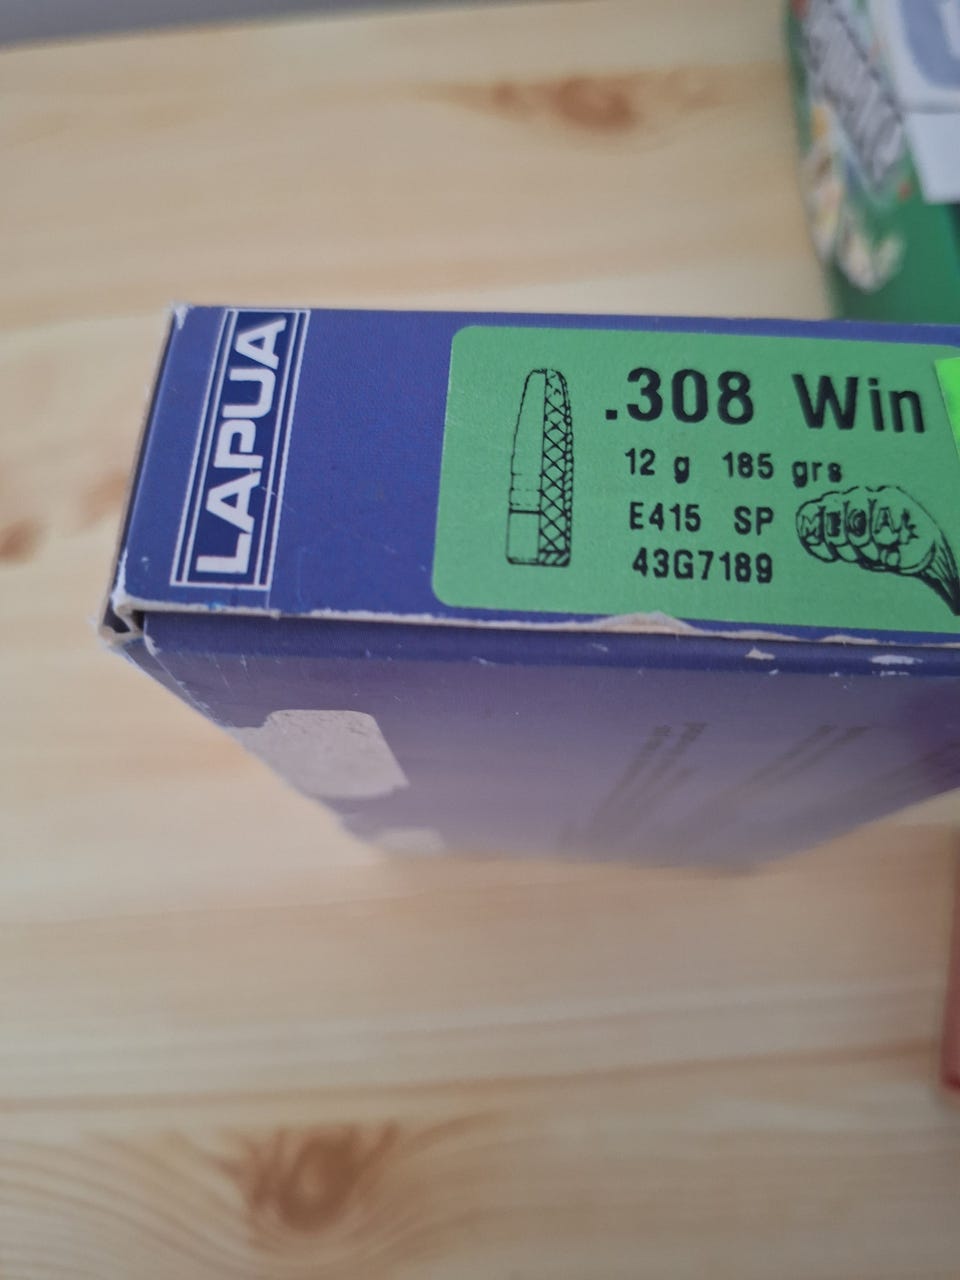 LAPUA
.308 Win
12 g 185 grs
E415 SP
MEGA
43G7189